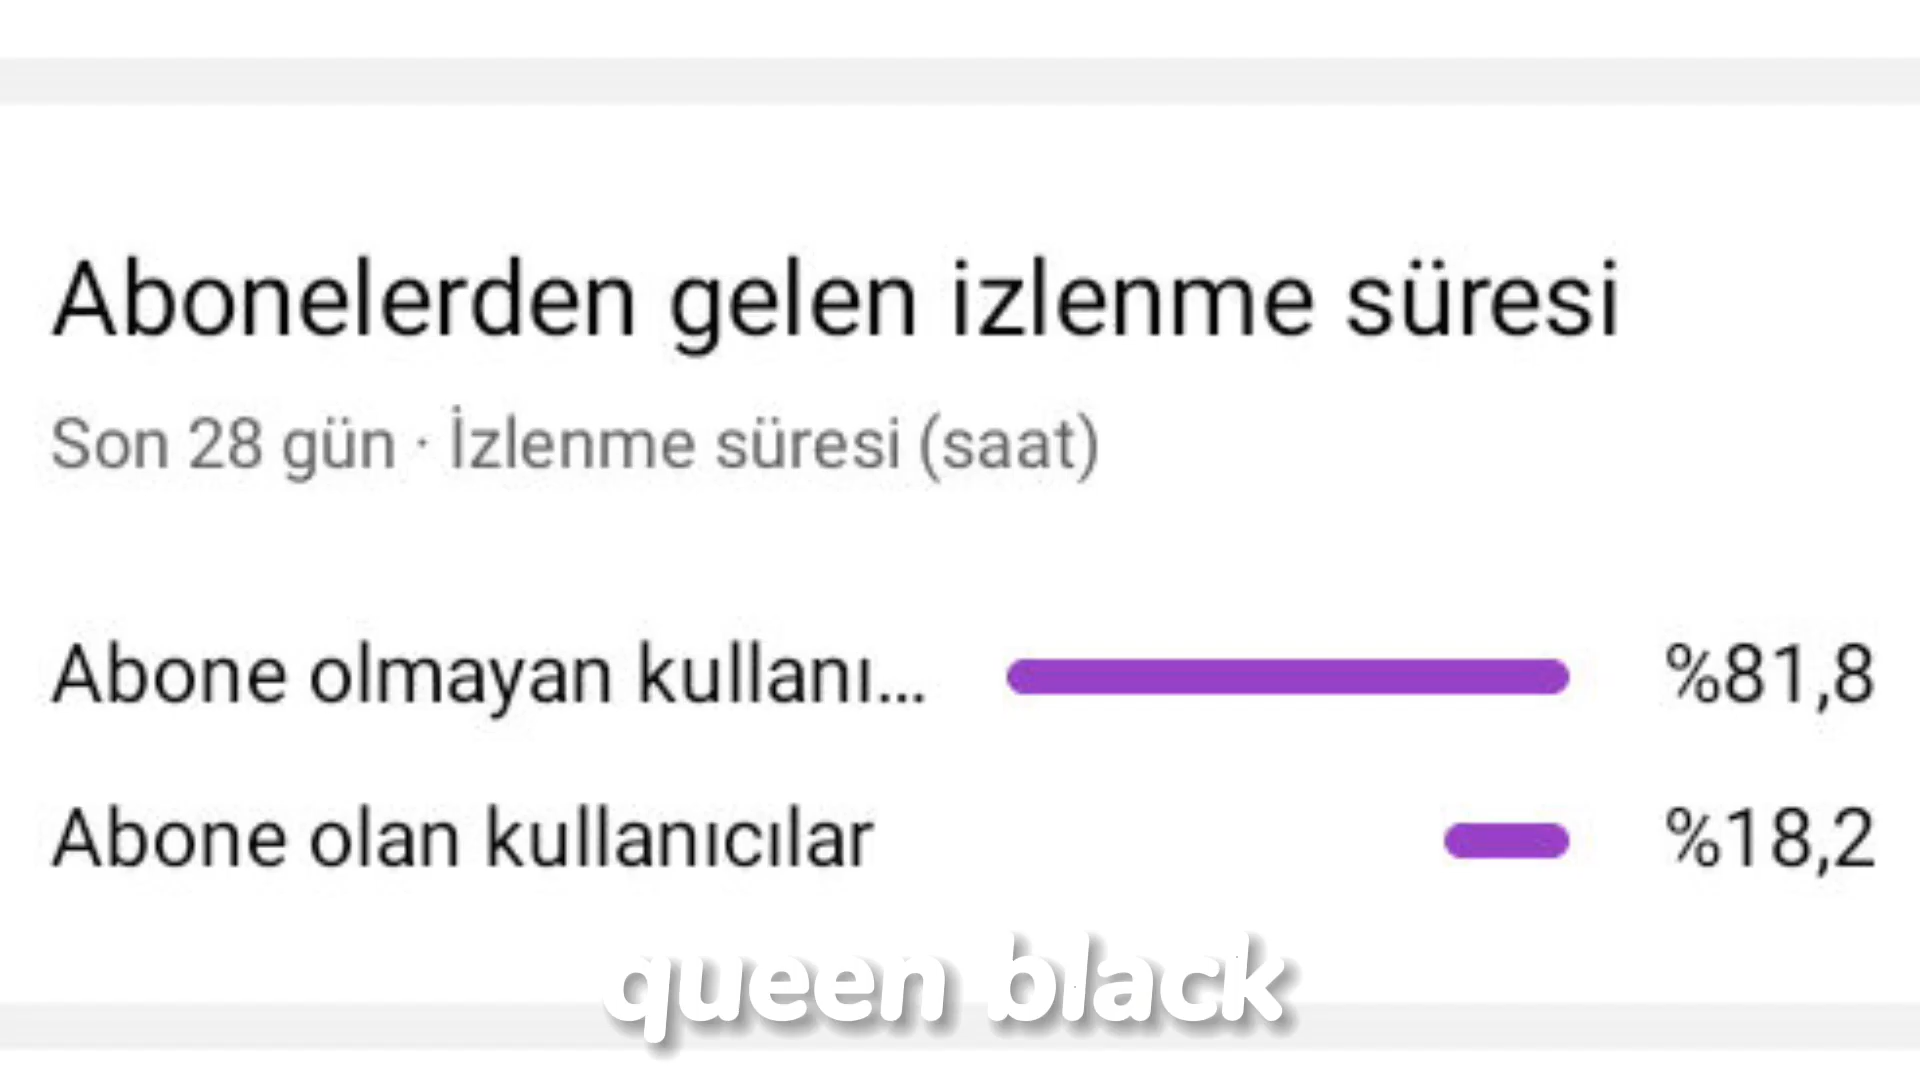 Abonelerden gelen izlenme süresi
Son 28 gün · İzlenme süresi (saat)
Abone olmayan kullanı... %81,8
Abone olan kullanıcılar %18,2
queen black